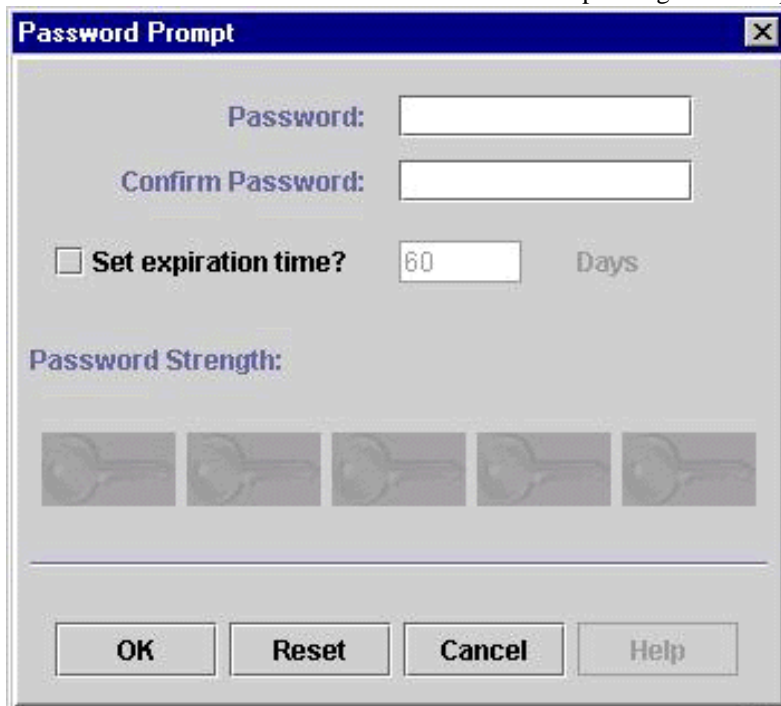 Password Prompt
Password:
Confirm Password:
Set expiration time? 60 Days
Password Strength:
OK Reset Cancel Help